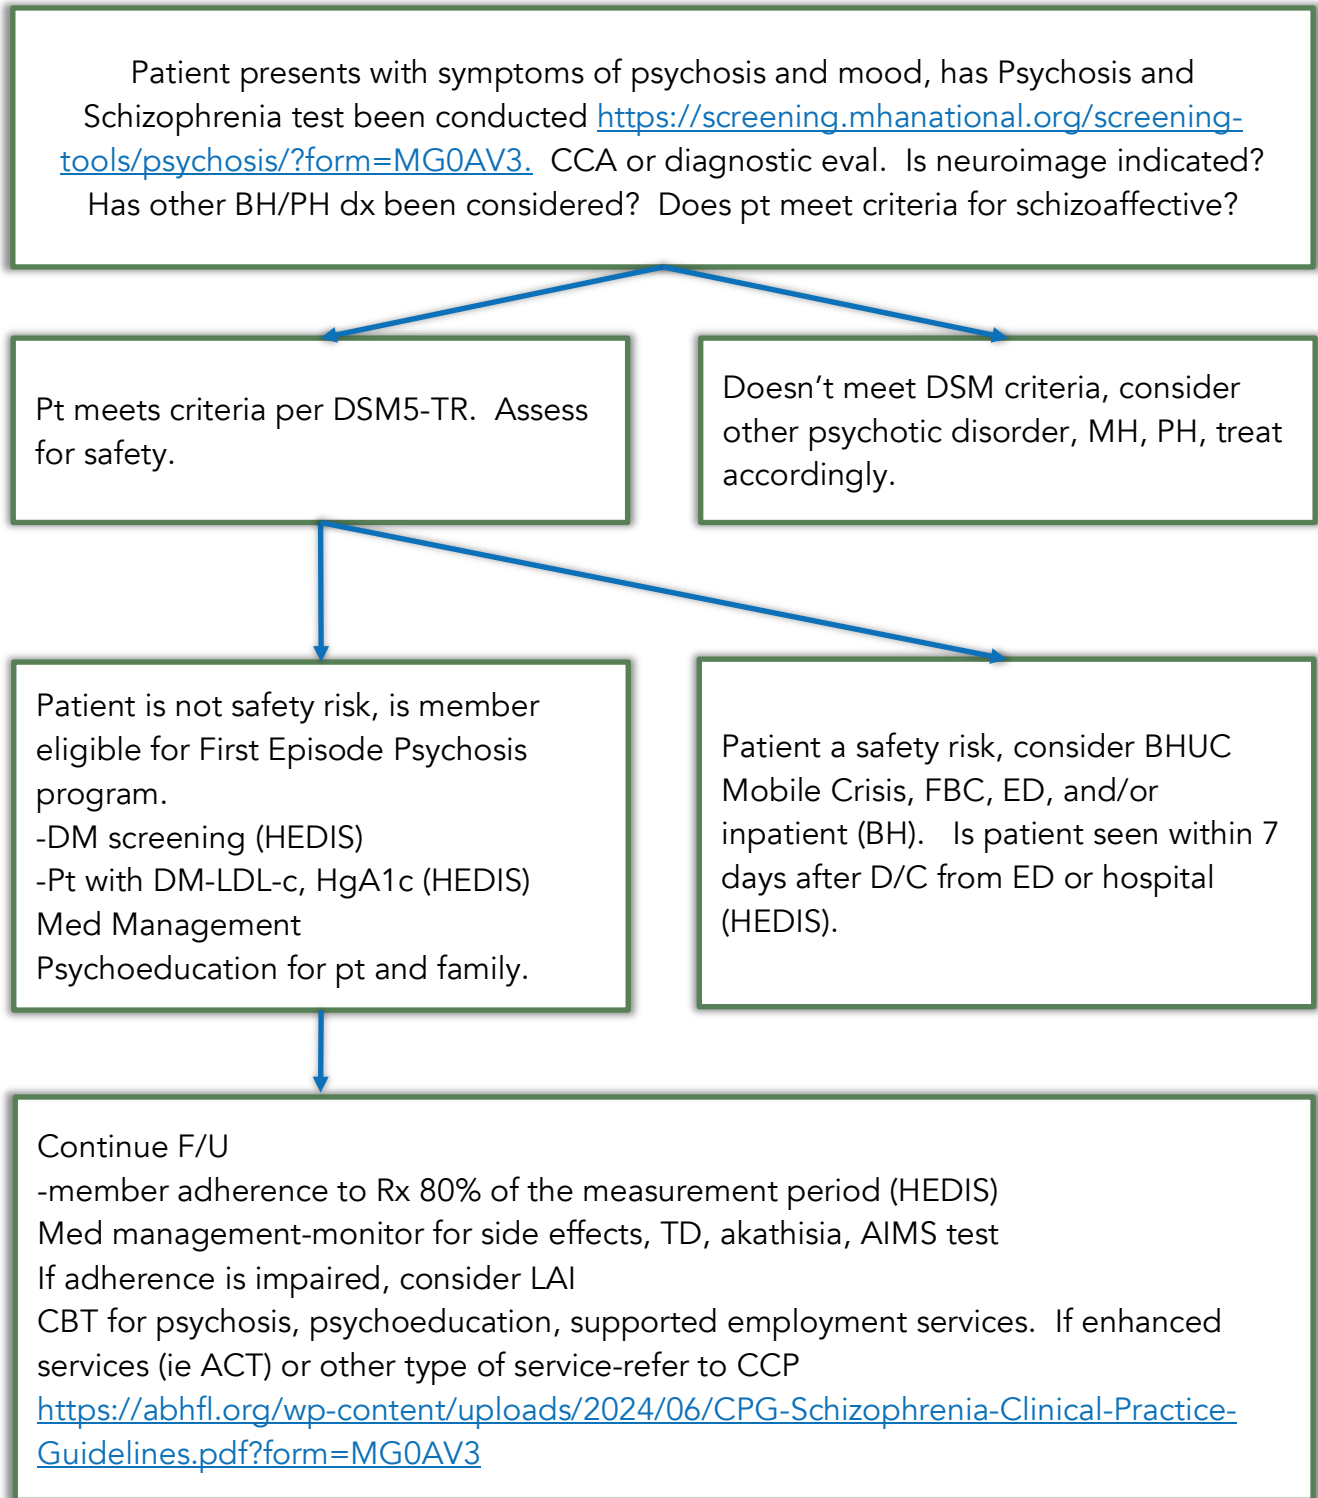 Patient presents with symptoms of psychosis and mood, has Psychosis and
Schizophrenia test been conducted https://screening.mhanational.org/screening-
tools/psychosis/?form=MG0AV3.  CCA or diagnostic eval.  Is neuroimage indicated?
Has other BH/PH dx been considered?  Does pt meet criteria for schizoaffective?
Pt meets criteria per DSM5-TR.  Assess
for safety.
Doesn’t meet DSM criteria, consider
other psychotic disorder, MH, PH, treat
accordingly.
Patient is not safety risk, is member
eligible for First Episode Psychosis
program.
-DM screening (HEDIS)
-Pt with DM-LDL-c, HgA1c (HEDIS)
Med Management
Psychoeducation for pt and family.
Patient a safety risk, consider BHUC
Mobile Crisis, FBC, ED, and/or
inpatient (BH).   Is patient seen within 7
days after D/C from ED or hospital
(HEDIS).
Continue F/U
-member adherence to Rx 80% of the measurement period (HEDIS)
Med management-monitor for side effects, TD, akathisia, AIMS test
If adherence is impaired, consider LAI
CBT for psychosis, psychoeducation, supported employment services.  If enhanced
services (ie ACT) or other type of service-refer to CCP
https://abhfl.org/wp-content/uploads/2024/06/CPG-Schizophrenia-Clinical-Practice-
Guidelines.pdf?form=MG0AV3